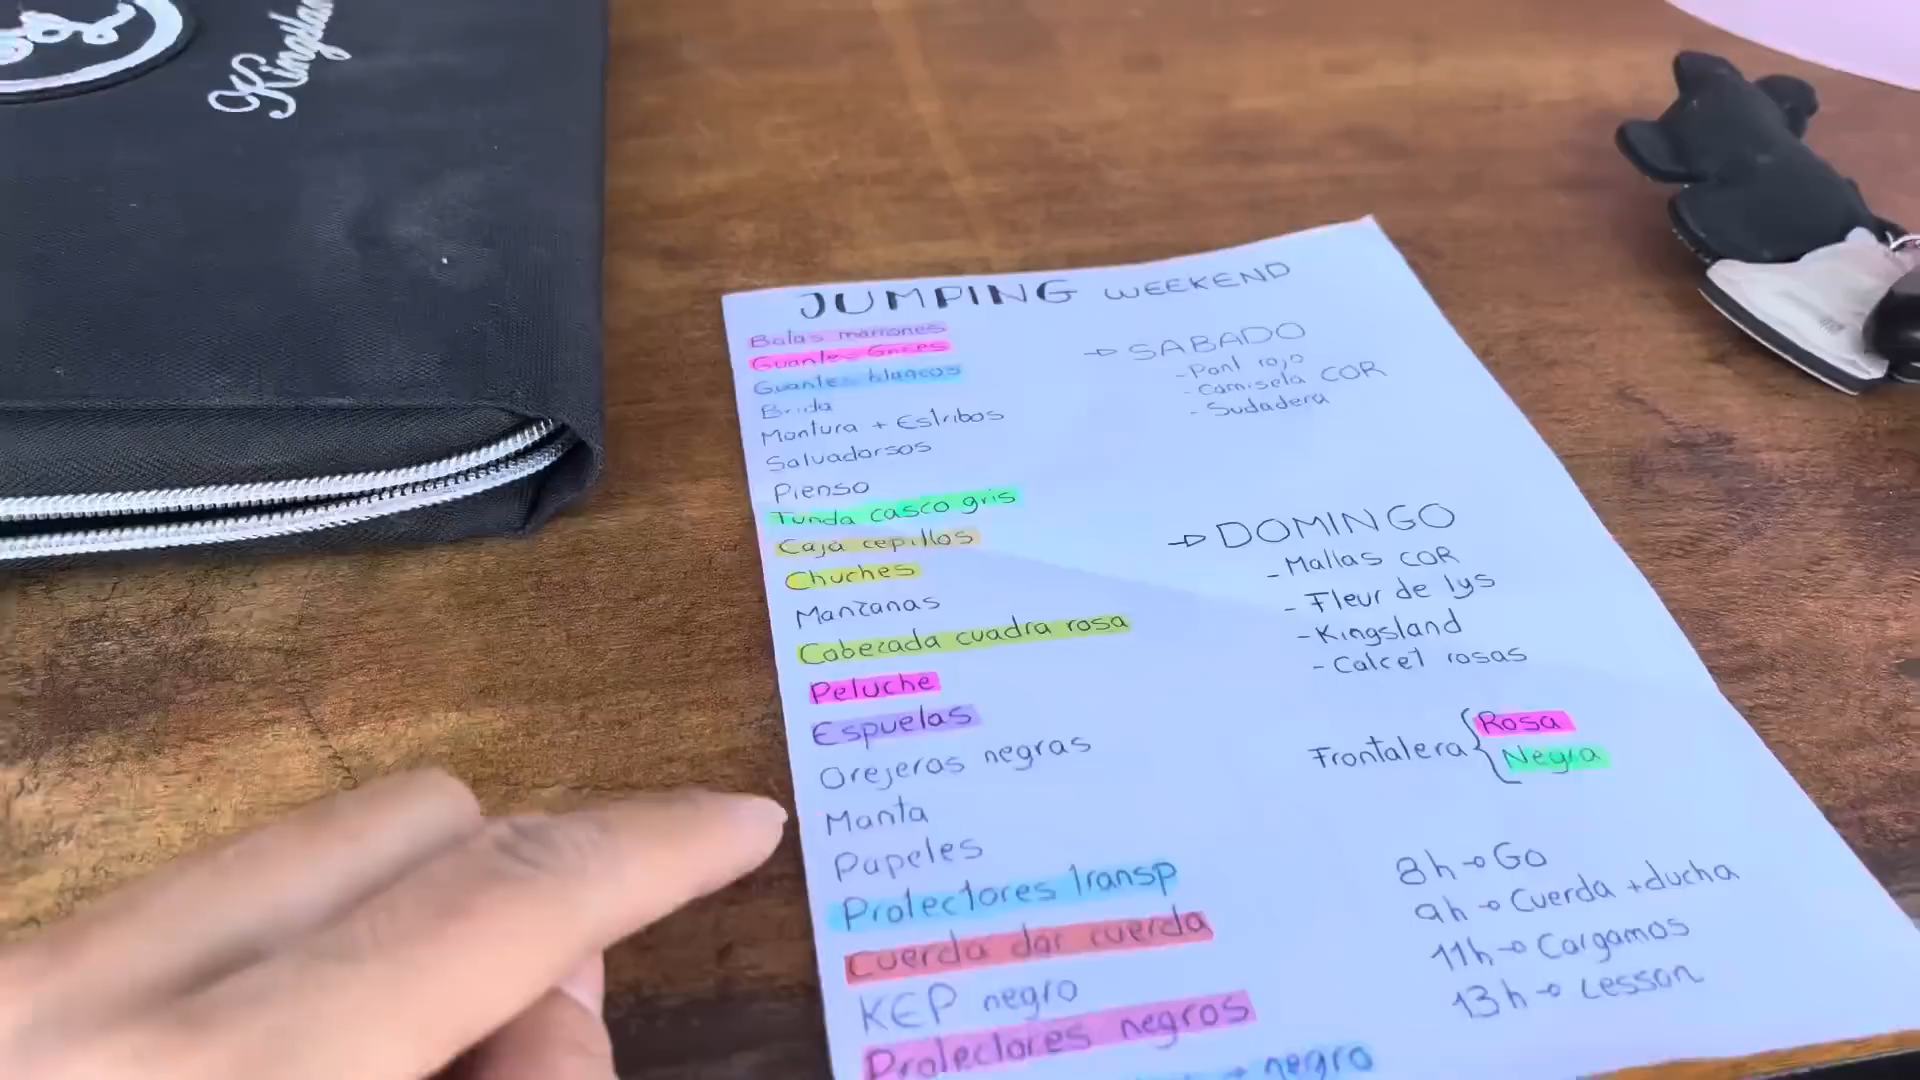 Kingsland
JUMPING WEEKEND
Botas marrones
Guantes Grises
Guantes blancos
Brida
Montura + Estribos
Salvadorsos
Pienso
Funda casco gris
Caja cepillos
Chuches
Manzanas
Cabezada cuadra rosa
Peluche
Espuelas
Orejeras negras
Manta
Papeles
Protectores transp
Cuerda dar cuerda
KEP negro
Protectores negros
negro
→ SABADO
- Pant rojo
- Camiseta COR
- Sudadera
→ DOMINGO
- Mallas COR
- Fleur de lys
- Kingsland
- Calcet rosas
Frontalera { Rosa
Negra
8h → Go
9h → Cuerda + ducha
11h → Cargamos
13h → Lesson